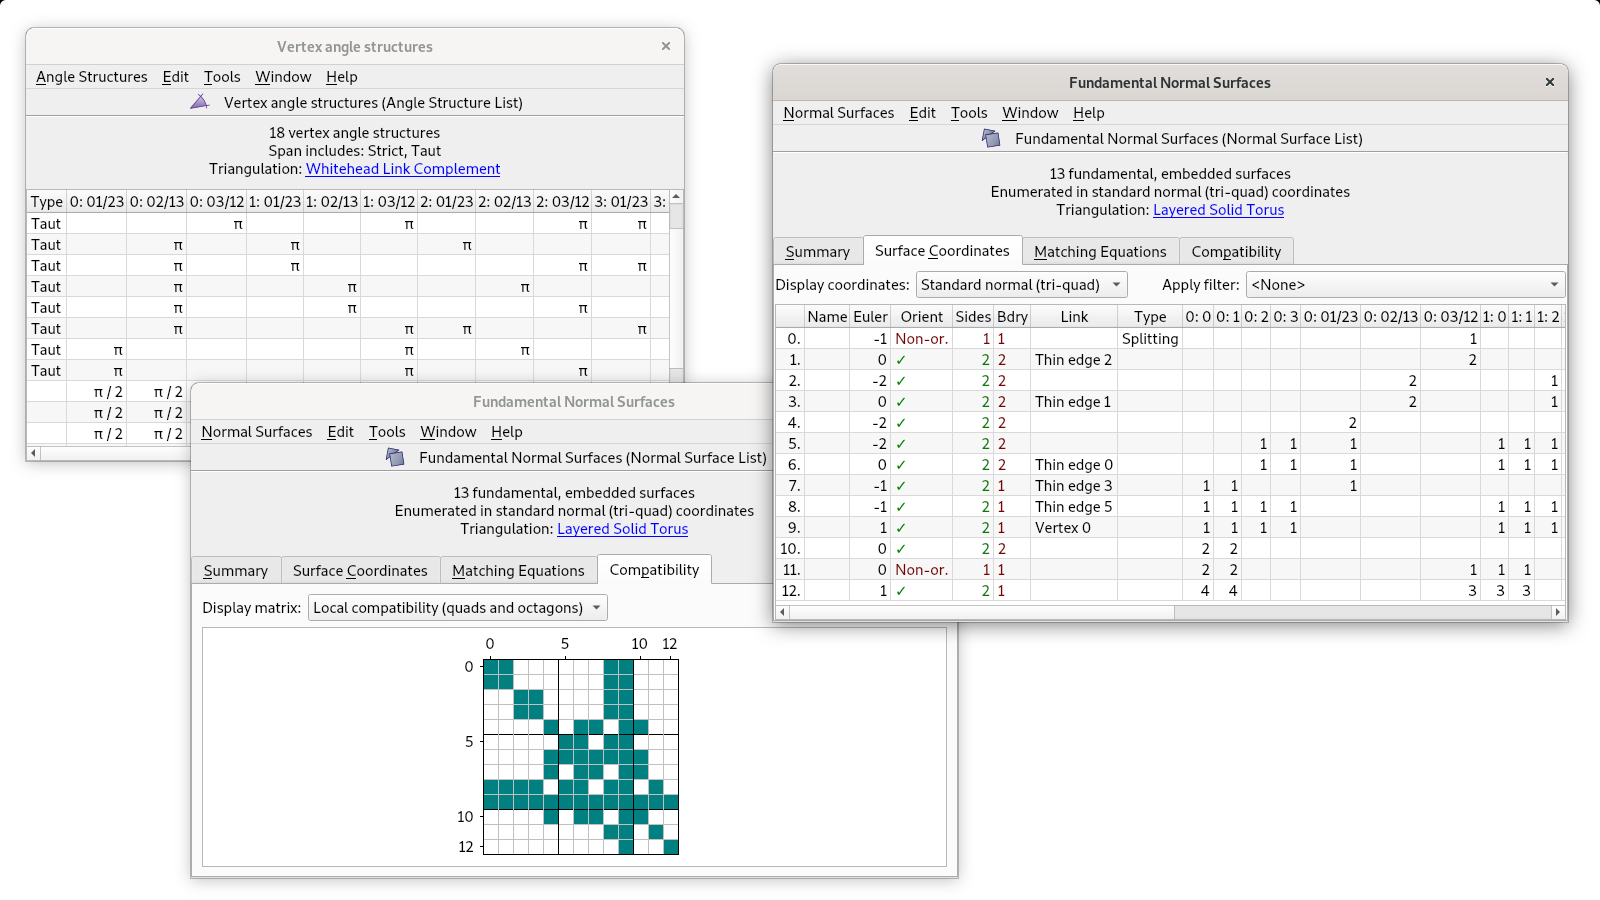 Vertex angle structures
Angle Structures Edit Tools Window Help
Vertex angle structures (Angle Structure List)
18 vertex angle structures
Span includes: Strict, Taut
Triangulation: Whitehead Link Complement
Type 0: 01/23 0: 02/13 0: 03/12 1: 01/23 1: 02/13 1: 03/12 2: 01/23 2: 02/13 2: 03/12 3: 01/23 3:
Taut π π π π
Taut π π π
Taut π π π π
Taut π π π
Taut π π π
Taut π π π π
Taut π π π
Taut π π π
π / 2 π / 2
π / 2 π / 2
π / 2 π / 2
Fundamental Normal Surfaces
Normal Surfaces Edit Tools Window Help
Fundamental Normal Surfaces (Normal Surface List)
13 fundamental, embedded surfaces
Enumerated in standard normal (tri-quad) coordinates
Triangulation: Layered Solid Torus
Summary Surface Coordinates Matching Equations Compatibility
Display matrix: Local compatibility (quads and octagons)
0 5 10 12
0
5
10
12
Fundamental Normal Surfaces
Normal Surfaces Edit Tools Window Help
Fundamental Normal Surfaces (Normal Surface List)
13 fundamental, embedded surfaces
Enumerated in standard normal (tri-quad) coordinates
Triangulation: Layered Solid Torus
Summary Surface Coordinates Matching Equations Compatibility
Display coordinates: Standard normal (tri-quad) Apply filter: <None>
Name Euler Orient Sides Bdry Link Type 0: 0 0: 1 0: 2 0: 3 0: 01/23 0: 02/13 0: 03/12 1: 0 1: 1 1: 2
0. -1 Non-or. 1 1 Splitting 1
1. 0 ✓ 2 2 Thin edge 2 2
2. -2 ✓ 2 2 2 1
3. 0 ✓ 2 2 Thin edge 1 2 1
4. -2 ✓ 2 2 2
5. -2 ✓ 2 2 1 1 1 1 1 1
6. 0 ✓ 2 2 Thin edge 0 1 1 1 1 1 1
7. -1 ✓ 2 1 Thin edge 3 1 1 1
8. -1 ✓ 2 1 Thin edge 5 1 1 1 1 1 1 1
9. 1 ✓ 2 1 Vertex 0 1 1 1 1 1 1 1
10. 0 ✓ 2 2 2 2
11. 0 Non-or. 1 1 2 2 1 1 1
12. 1 ✓ 2 1 4 4 3 3 3